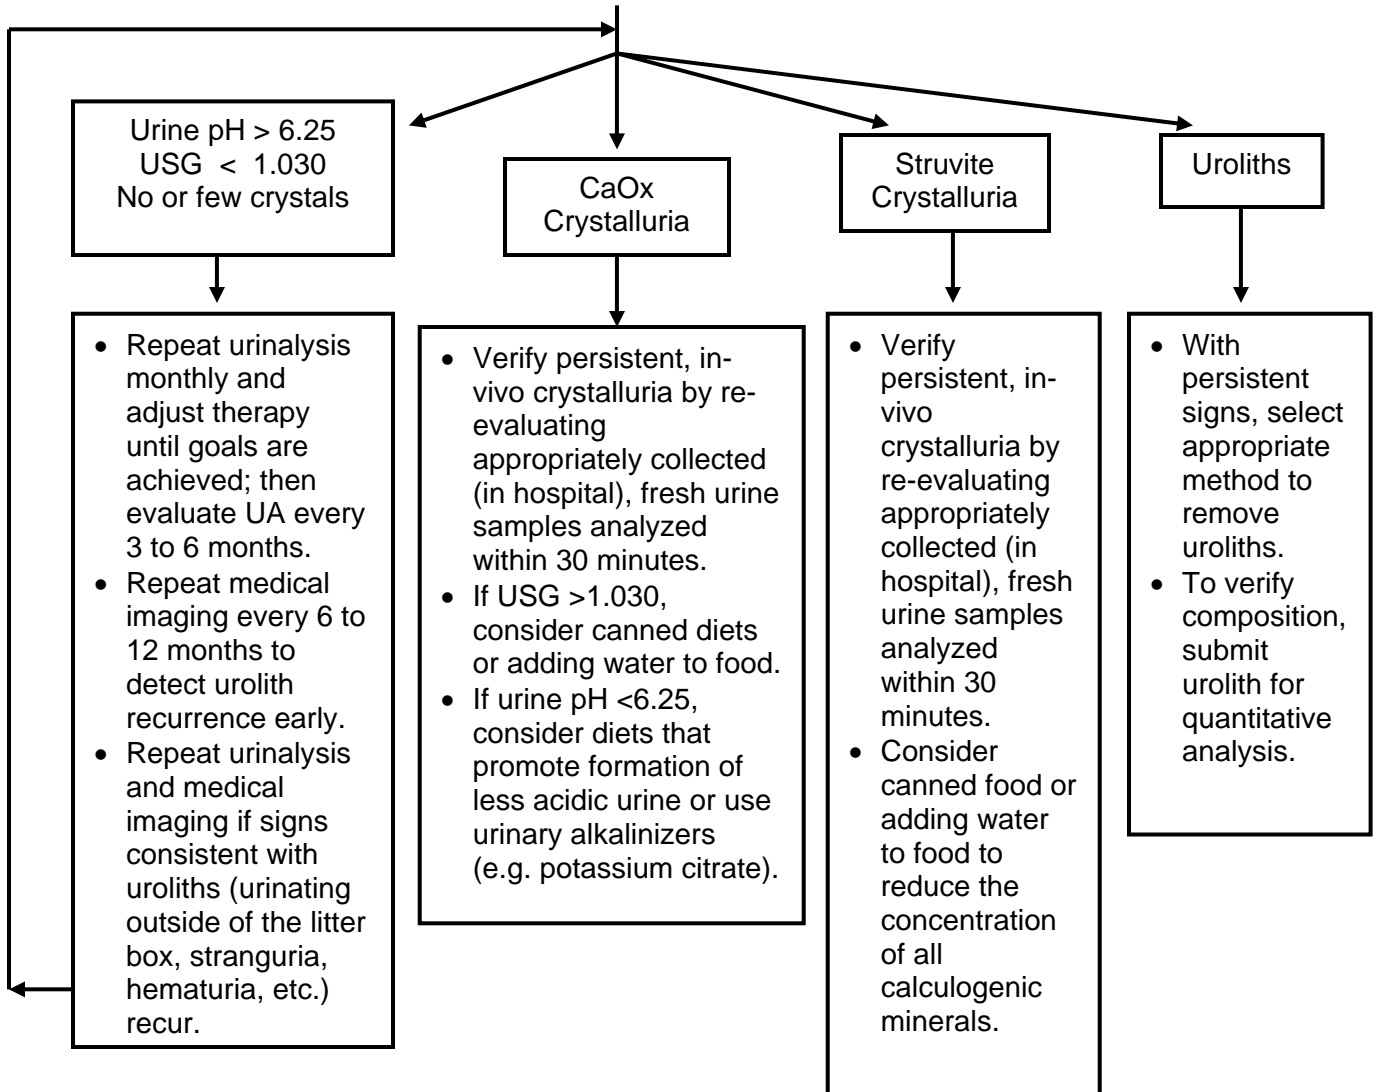 Urine pH > 6.25
USG < 1.030
No or few crystals
CaOx
Crystalluria
Struvite
Crystalluria
Uroliths
• Repeat urinalysis
monthly and
adjust therapy
until goals are
achieved; then
evaluate UA every
3 to 6 months.
• Repeat medical
imaging every 6 to
12 months to
detect urolith
recurrence early.
• Repeat urinalysis
and medical
imaging if signs
consistent with
uroliths (urinating
outside of the litter
box, stranguria,
hematuria, etc.)
recur.
• Verify persistent, in-
vivo crystalluria by re-
evaluating
appropriately collected
(in hospital), fresh urine
samples analyzed
within 30 minutes.
• If USG >1.030,
consider canned diets
or adding water to food.
• If urine pH <6.25,
consider diets that
promote formation of
less acidic urine or use
urinary alkalinizers
(e.g. potassium citrate).
• Verify
persistent, in-
vivo
crystalluria by
re-evaluating
appropriately
collected (in
hospital), fresh
urine samples
analyzed
within 30
minutes.
• Consider
canned food or
adding water
to food to
reduce the
concentration
of all
calculogenic
minerals.
• With
persistent
signs, select
appropriate
method to
remove
uroliths.
• To verify
composition,
submit
urolith for
quantitative
analysis.